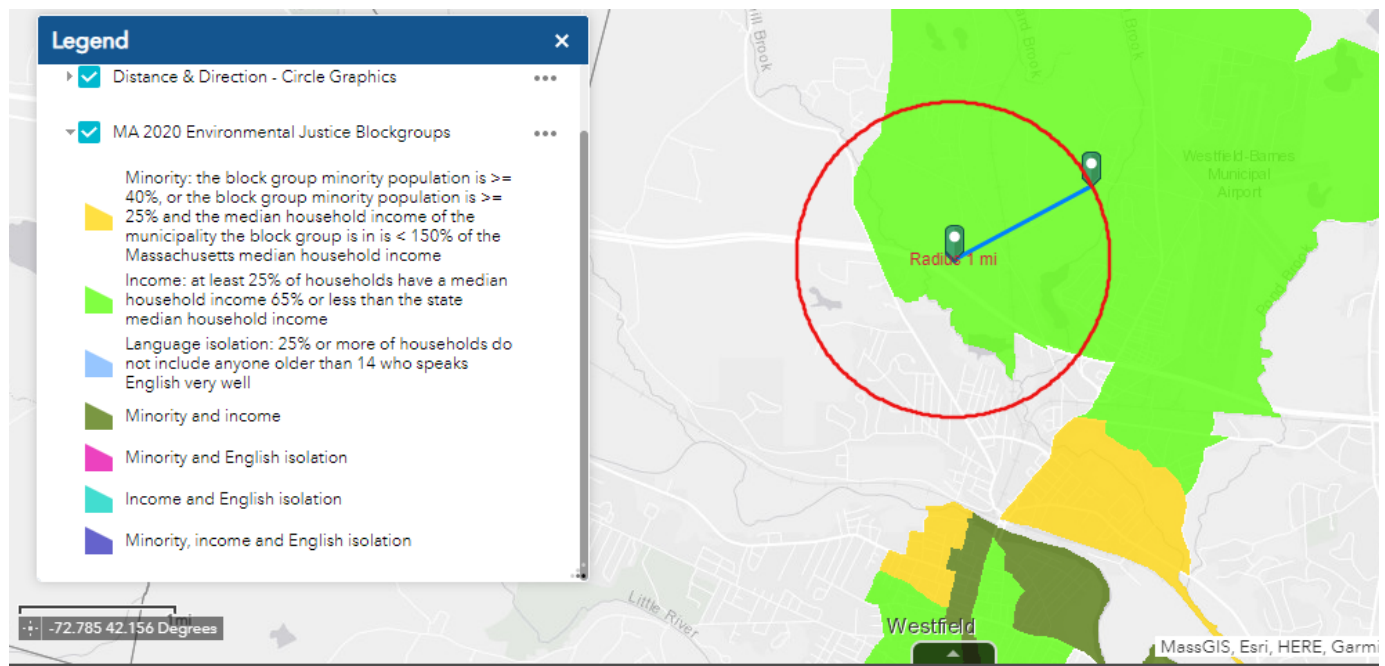 Legend
Distance & Direction - Circle Graphics
MA 2020 Environmental Justice Blockgroups
Minority: the block group minority population is >=
40%, or the block group minority population is >=
25% and the median household income of the
municipality the block group is in is < 150% of the
Massachusetts median household income
Income: at least 25% of households have a median
household income 65% or less than the state
median household income
Language isolation: 25% or more of households do
not include anyone older than 14 who speaks
English very well
Minority and income
Minority and English isolation
Income and English isolation
Minority, income and English isolation
1mi
-72.785 42.156 Degrees
Brook
Brook
Brook
Westfield-Barnes
Municipal
Airport
Radius 1 mi
Pond Brook
Little River
Westfield
MassGIS, Esri, HERE, Garmi